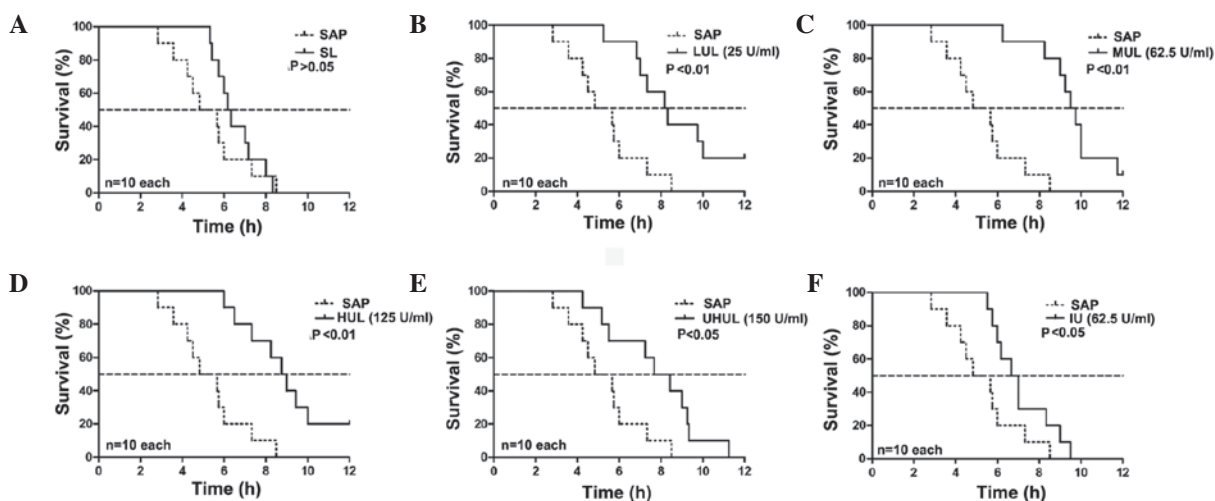 A
Survival (%)
100
80
60
40
20
0
SAP
SL
P>0.05
n=10 each
0 2 4 6 8 10 12
Time (h)
B
Survival (%)
100
80
60
40
20
0
SAP
LUL (25 U/ml)
P<0.01
n=10 each
0 2 4 6 8 10 12
Time (h)
C
Survival (%)
100
80
60
40
20
0
SAP
MUL (62.5 U/ml)
P<0.01
n=10 each
0 2 4 6 8 10 12
Time (h)
D
Survival (%)
100
80
60
40
20
0
SAP
HUL (125 U/ml)
P<0.01
n=10 each
0 2 4 6 8 10 12
Time (h)
E
Survival (%)
100
80
60
40
20
0
SAP
UHUL (150 U/ml)
P<0.05
n=10 each
0 2 4 6 8 10 12
Time (h)
F
Survival (%)
100
80
60
40
20
0
SAP
IU (62.5 U/ml)
P<0.05
n=10 each
0 2 4 6 8 10 12
Time (h)